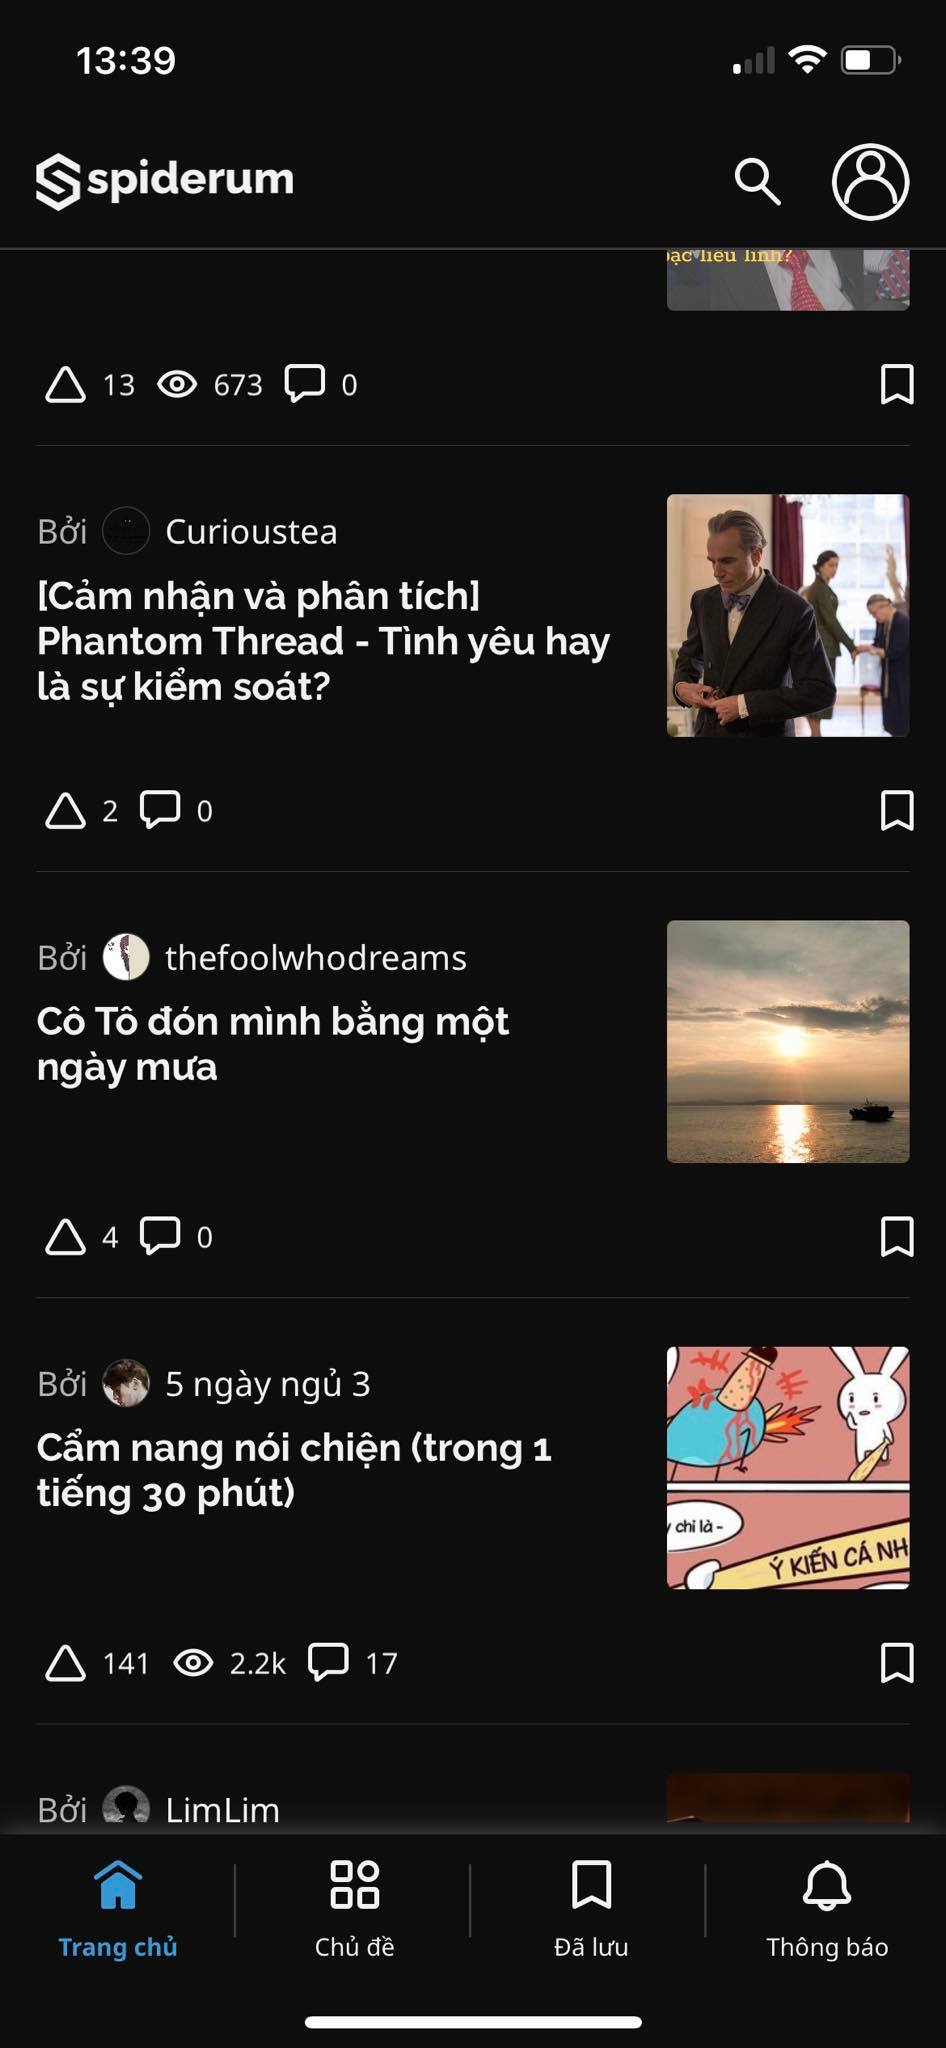 13:39
spiderum
bạc liêu lĩnh?
13 673 0
Bởi Curioustea
[Cảm nhận và phân tích]
Phantom Thread - Tình yêu hay
là sự kiểm soát?
2 0
Bởi thefoolwhodreams
Cô Tô đón mình bằng một
ngày mưa
4 0
Bởi 5 ngày ngủ 3
Cẩm nang nói chiện (trong 1
tiếng 30 phút)
chỉ là -
Ý KIẾN CÁ NH
141 2.2k 17
Bởi LimLim
Trang chủ
Chủ đề
Đã lưu
Thông báo